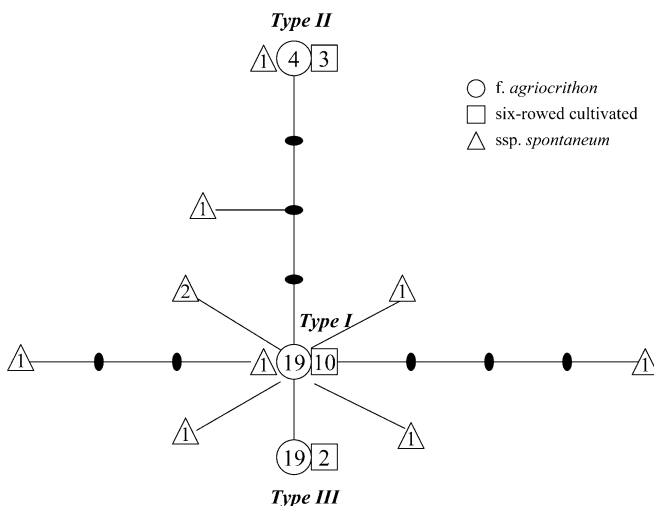 Type II
1 4 3
f. agriocrithon
six-rowed cultivated
ssp. spontaneum
1
2 1
Type I
1 1 19 10 1
1 1
19 2
Type III